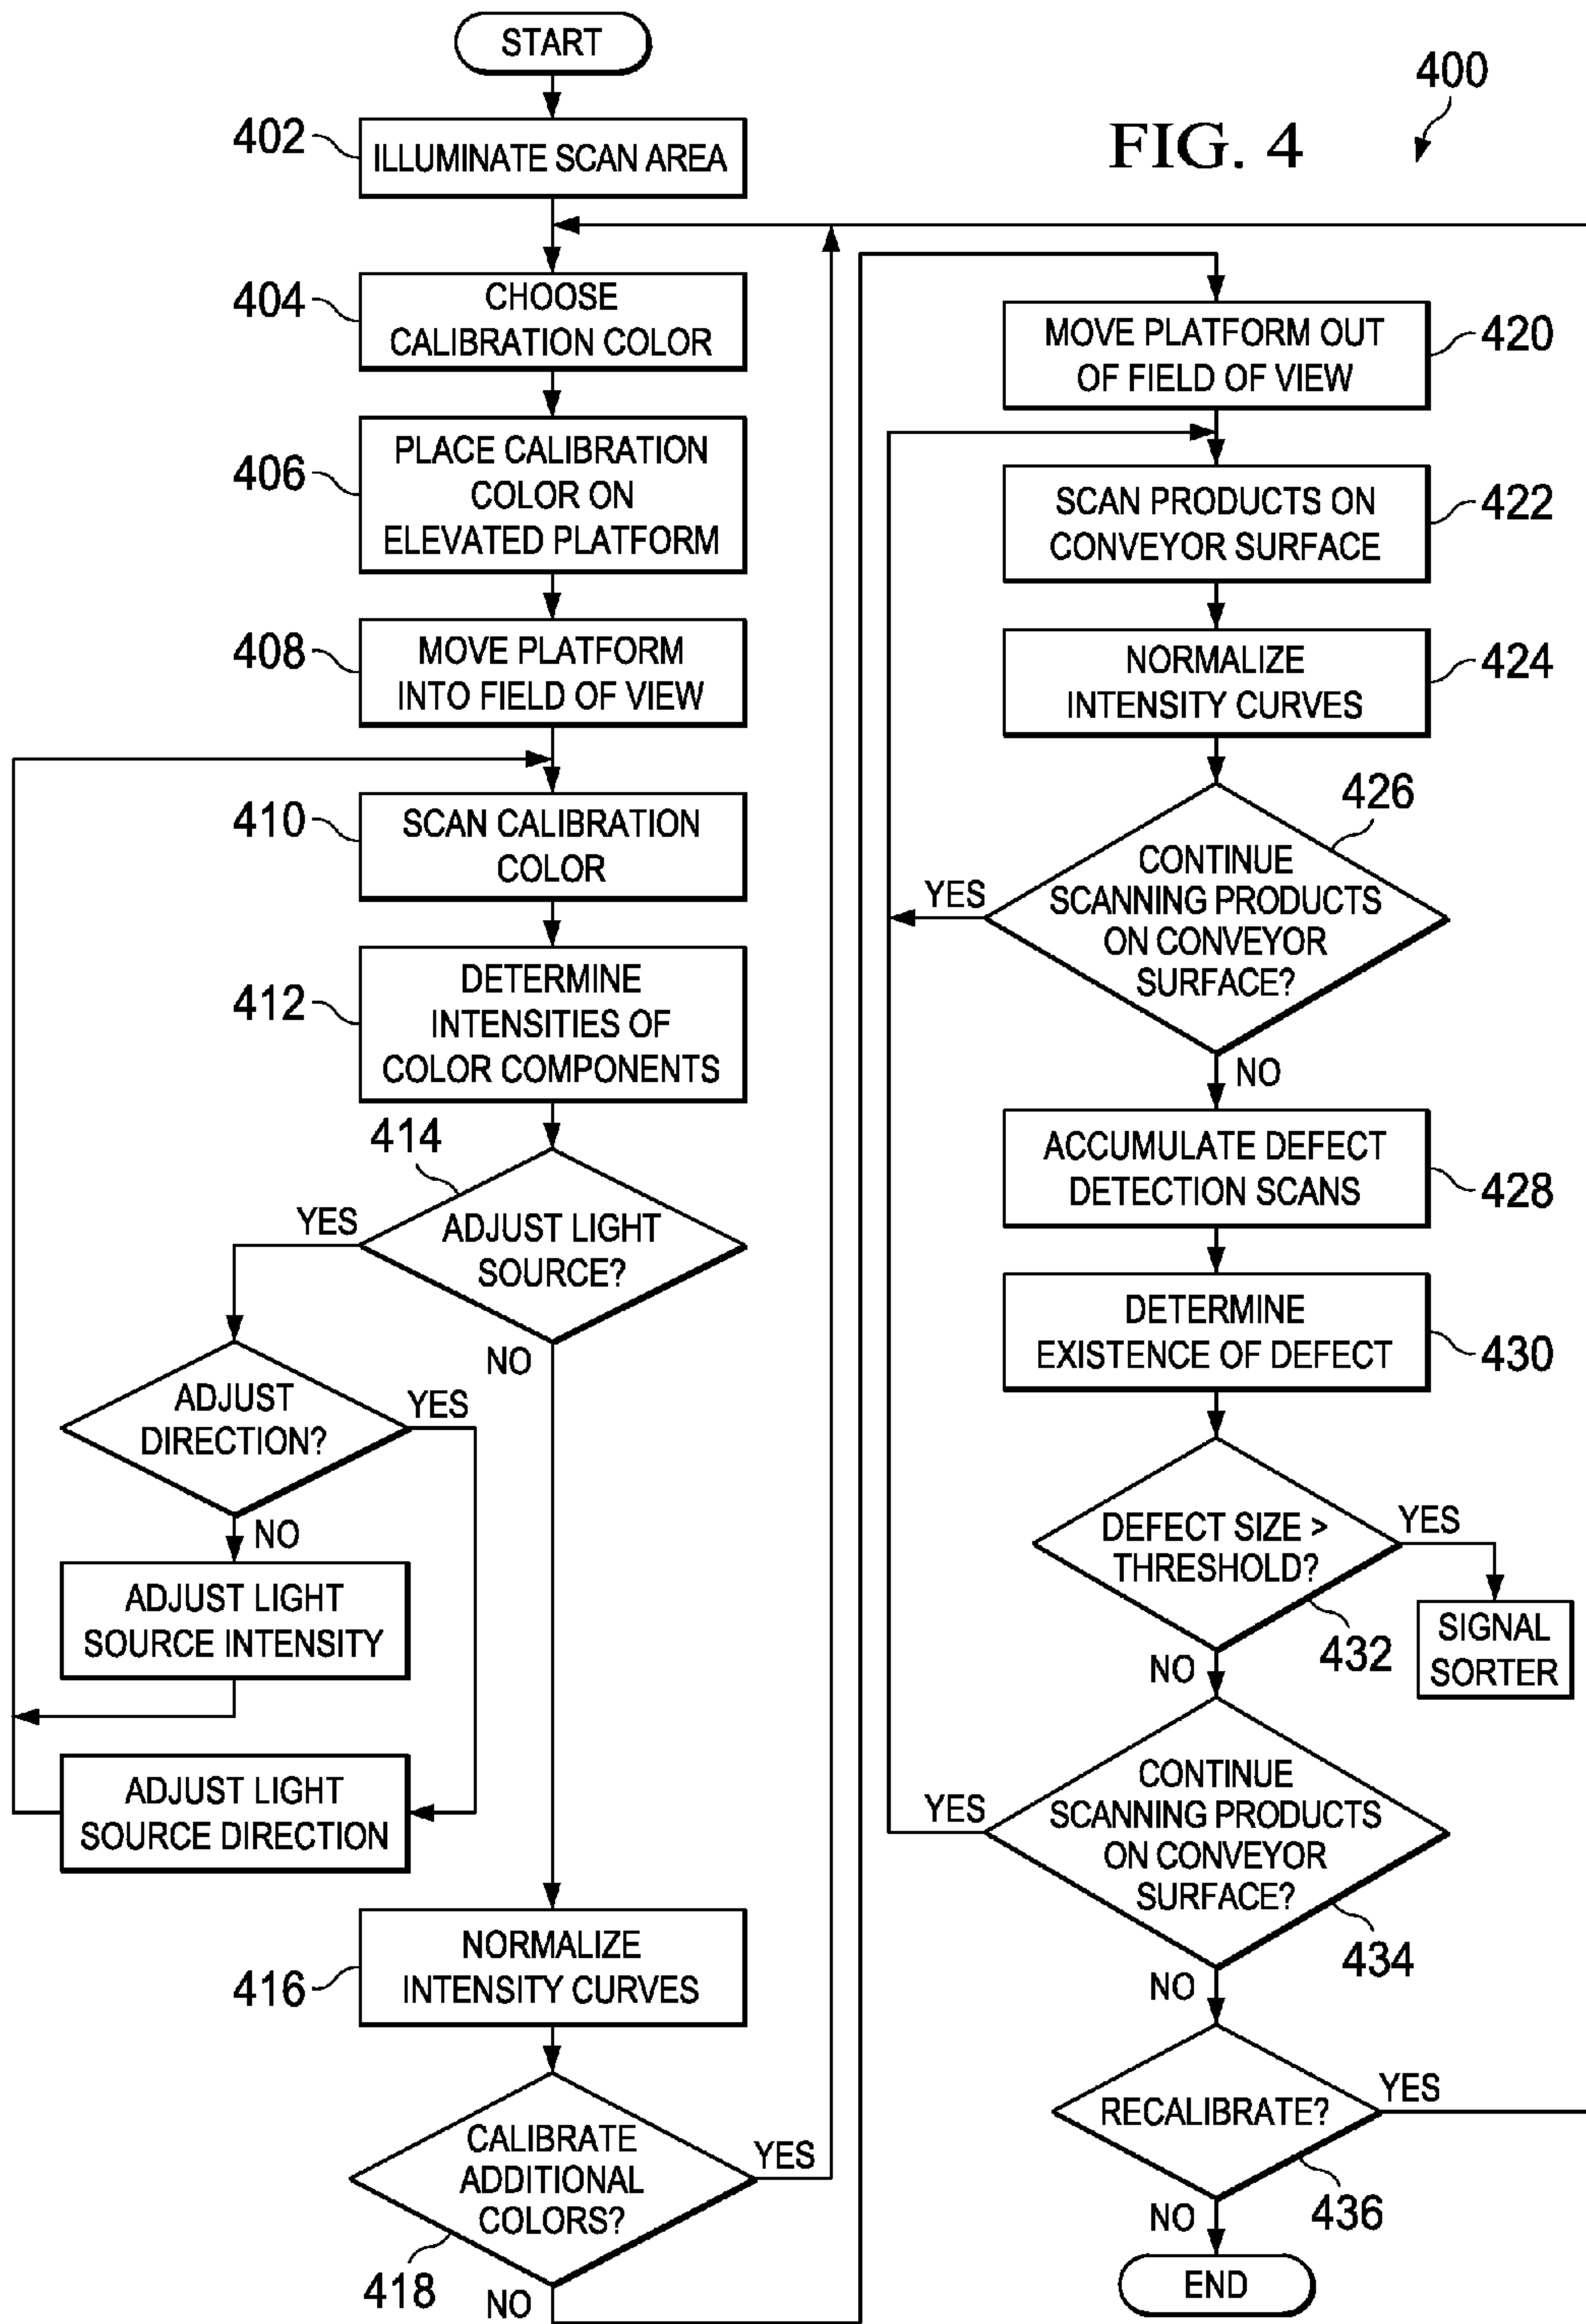 START
400
FIG. 4
402
ILLUMINATE SCAN AREA
404
CHOOSE
CALIBRATION COLOR
406
PLACE CALIBRATION
COLOR ON
ELEVATED PLATFORM
408
MOVE PLATFORM
INTO FIELD OF VIEW
410
SCAN CALIBRATION
COLOR
412
DETERMINE
INTENSITIES OF
COLOR COMPONENTS
414
ADJUST LIGHT
SOURCE?
YES
NO
ADJUST
DIRECTION?
YES
NO
ADJUST LIGHT
SOURCE INTENSITY
ADJUST LIGHT
SOURCE DIRECTION
416
NORMALIZE
INTENSITY CURVES
418
CALIBRATE
ADDITIONAL
COLORS?
YES
NO
420
MOVE PLATFORM OUT
OF FIELD OF VIEW
422
SCAN PRODUCTS ON
CONVEYOR SURFACE
424
NORMALIZE
INTENSITY CURVES
426
CONTINUE
SCANNING PRODUCTS
ON CONVEYOR
SURFACE?
YES
NO
428
ACCUMULATE DEFECT
DETECTION SCANS
430
DETERMINE
EXISTENCE OF DEFECT
432
DEFECT SIZE >
THRESHOLD?
YES
SIGNAL
SORTER
NO
434
CONTINUE
SCANNING PRODUCTS
ON CONVEYOR
SURFACE?
YES
NO
436
RECALIBRATE?
YES
NO
END